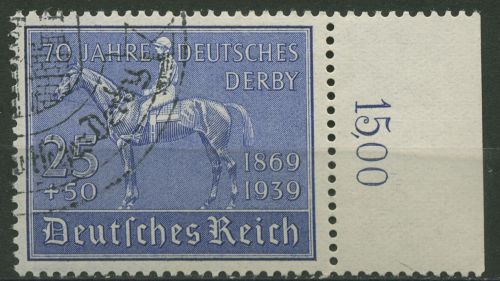 70 JAHRE DEUTSCHES
DERBY
25
+50
1869
1939
Deutsches Reich
15,00